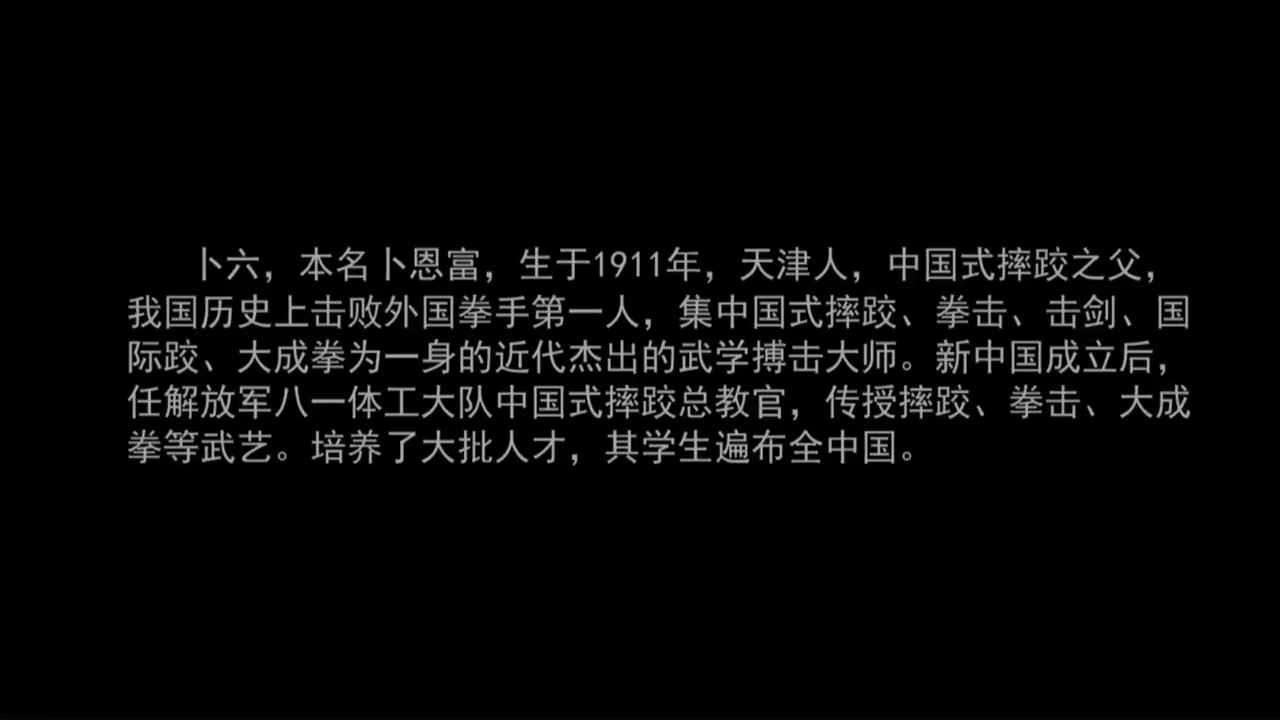 卜六，本名卜恩富，生于1911年，天津人，中国式摔跤之父，
我国历史上击败外国拳手第一人，集中国式摔跤、拳击、击剑、国
际跤、大成拳为一身的近代杰出的武学搏击大师。新中国成立后，
任解放军八一体工大队中国式摔跤总教官，传授摔跤、拳击、大成
拳等武艺。培养了大批人才，其学生遍布全中国。